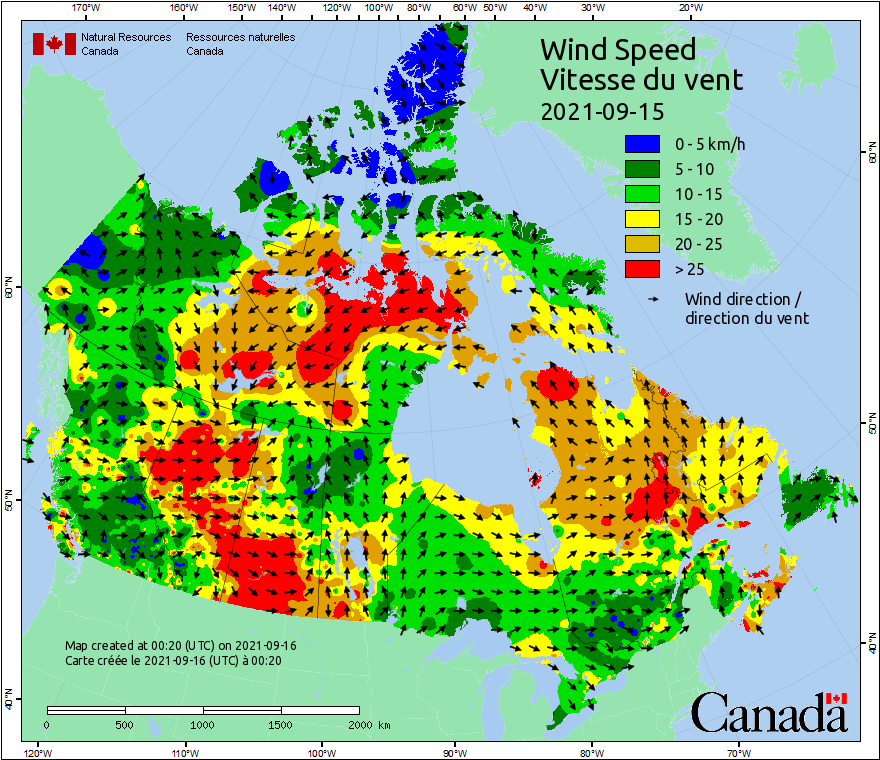 170°W 160°W 150°W 140°W 120°W 100°W 80°W 60°W 50°W 40°W 30°W 20°W
Natural Resources Ressources naturelles
Canada Canada
Wind Speed
Vitesse du vent
2021-09-15
0 - 5 km/h
5 - 10
10 - 15
15 - 20
20 - 25
> 25
Wind direction /
direction du vent
60°N
60°N
50°N
50°N
40°N
40°N
Map created at 00:20 (UTC) on 2021-09-16
Carte créée le 2021-09-16 (UTC) à 00:20
0 500 1000 1500 2000 km
Canada
120°W 110°W 100°W 90°W 80°W 70°W